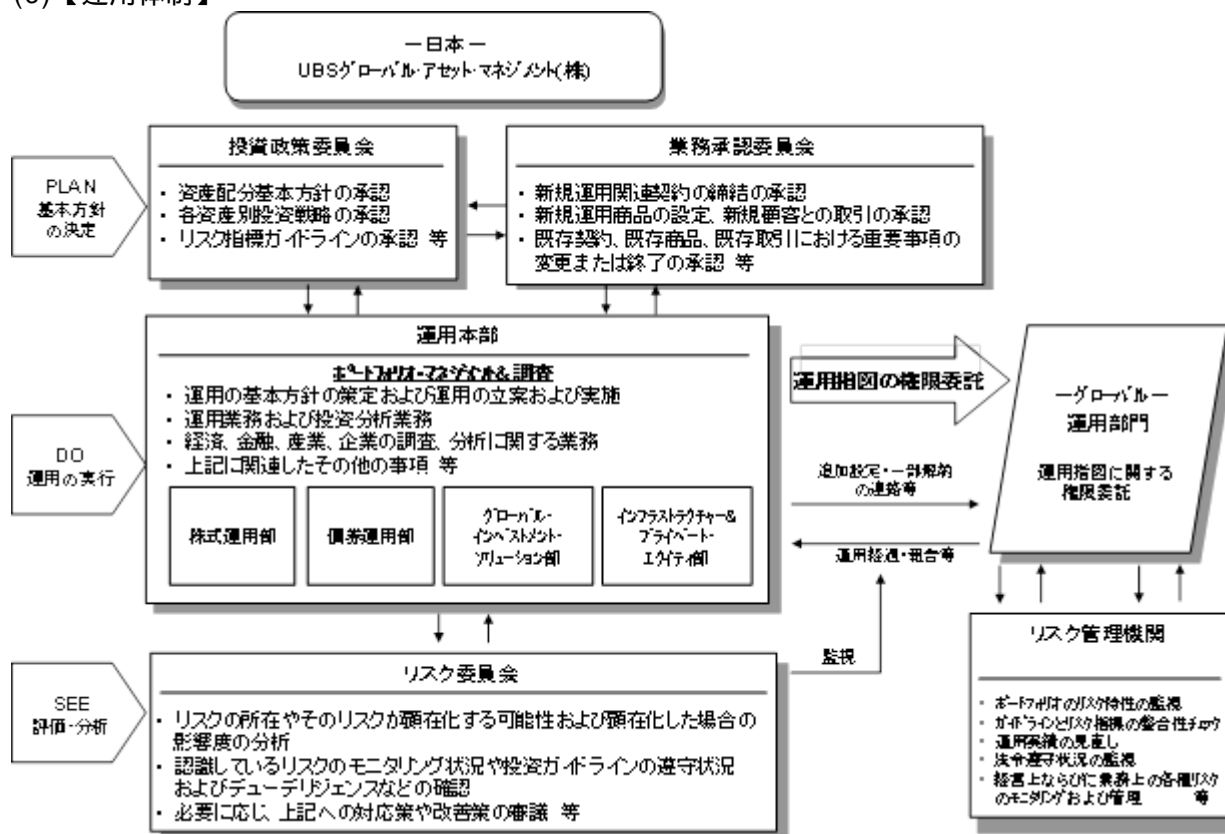 (3)【運用体制】
－日本－
UBSグローバル・アセット・マネジメント(株)
投資政策委員会
・ 資産配分基本方針の承認
・ 各資産別投資戦略の承認
・ リスク指標ガイドラインの承認 等
業務承認委員会
・ 新規運用関連契約の締結の承認
・ 新規運用商品の設定、新規顧客との取引の承認
・ 既存契約、既存商品、既存取引における重要事項の
変更または終了の承認 等
PLAN
基本方針
の決定
運用本部
ポートフォリオ・マネジメント&調査
・ 運用の基本方針の策定および運用の立案および実施
・ 運用業務および投資分析業務
・ 経済、金融、産業、企業の調査、分析に関する業務
・ 上記に関連したその他の事項 等
株式運用部
債券運用部
グローバル・
インベストメント・
ソリューション部
インフラストラクチャー&
プライベート・
エクイティ部
DO
運用の実行
運用指図の権限委託
追加設定・一部解約
の連絡等
運用経過・報告等
監視
―グローバル―
運用部門
運用指図に関する
権限委託
SEE
評価・分析
リスク委員会
・ リスクの所在やそのリスクが顕在化する可能性および顕在化した場合の
影響度の分析
・ 認識しているリスクのモニタリング状況や投資ガイドラインの遵守状況
およびデューデリジェンスなどの確認
・ 必要に応じ、上記への対応策や改善策の審議 等
リスク管理機関
・ ポートフォリオのリスク特性の監視
・ ガイドラインとリスク指標の整合性チェック
・ 運用実績の見直し
・ 法令遵守状況の監視
・ 経営上ならびに業務上の各種リスク
のモニタリングおよび管理 等